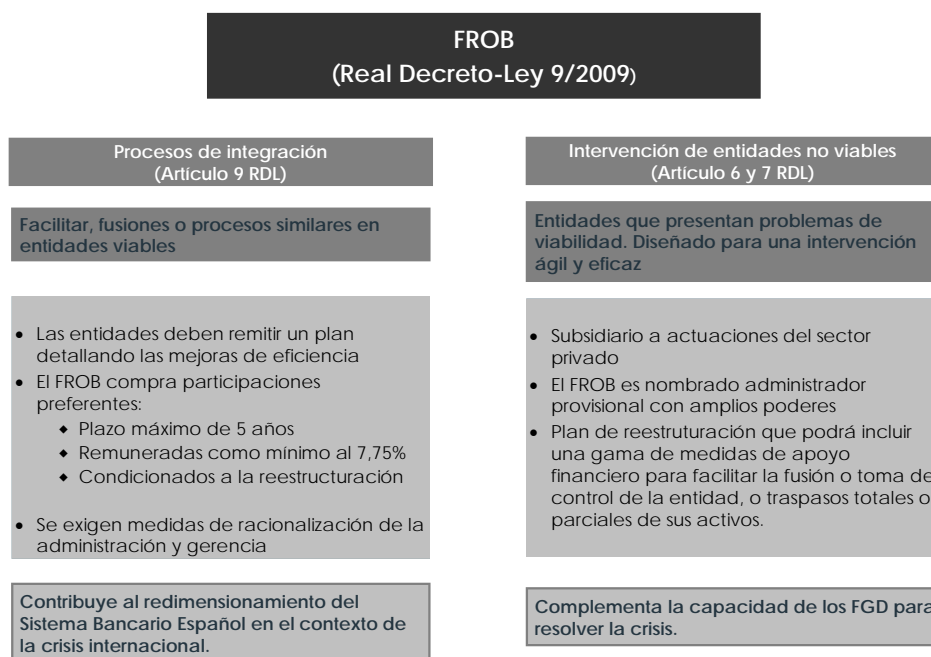 FROB
(Real Decreto-Ley 9/2009)
Procesos de integración
(Artículo 9 RDL)
Facilitar, fusiones o procesos similares en
entidades viables
• Las entidades deben remitir un plan
detallando las mejoras de eficiencia
• El FROB compra participaciones
preferentes:
◆ Plazo máximo de 5 años
◆ Remuneradas como mínimo al 7,75%
◆ Condicionados a la reestructuración
• Se exigen medidas de racionalización de la
administración y gerencia
Contribuye al redimensionamiento del
Sistema Bancario Español en el contexto de
la crisis internacional.
Intervención de entidades no viables
(Artículo 6 y 7 RDL)
Entidades que presentan problemas de
viabilidad. Diseñado para una intervención
ágil y eficaz
• Subsidiario a actuaciones del sector
privado
• El FROB es nombrado administrador
provisional con amplios poderes
• Plan de reestruturación que podrá incluir
una gama de medidas de apoyo
financiero para facilitar la fusión o toma de
control de la entidad, o traspasos totales o
parciales de sus activos.
Complementa la capacidad de los FGD para
resolver la crisis.